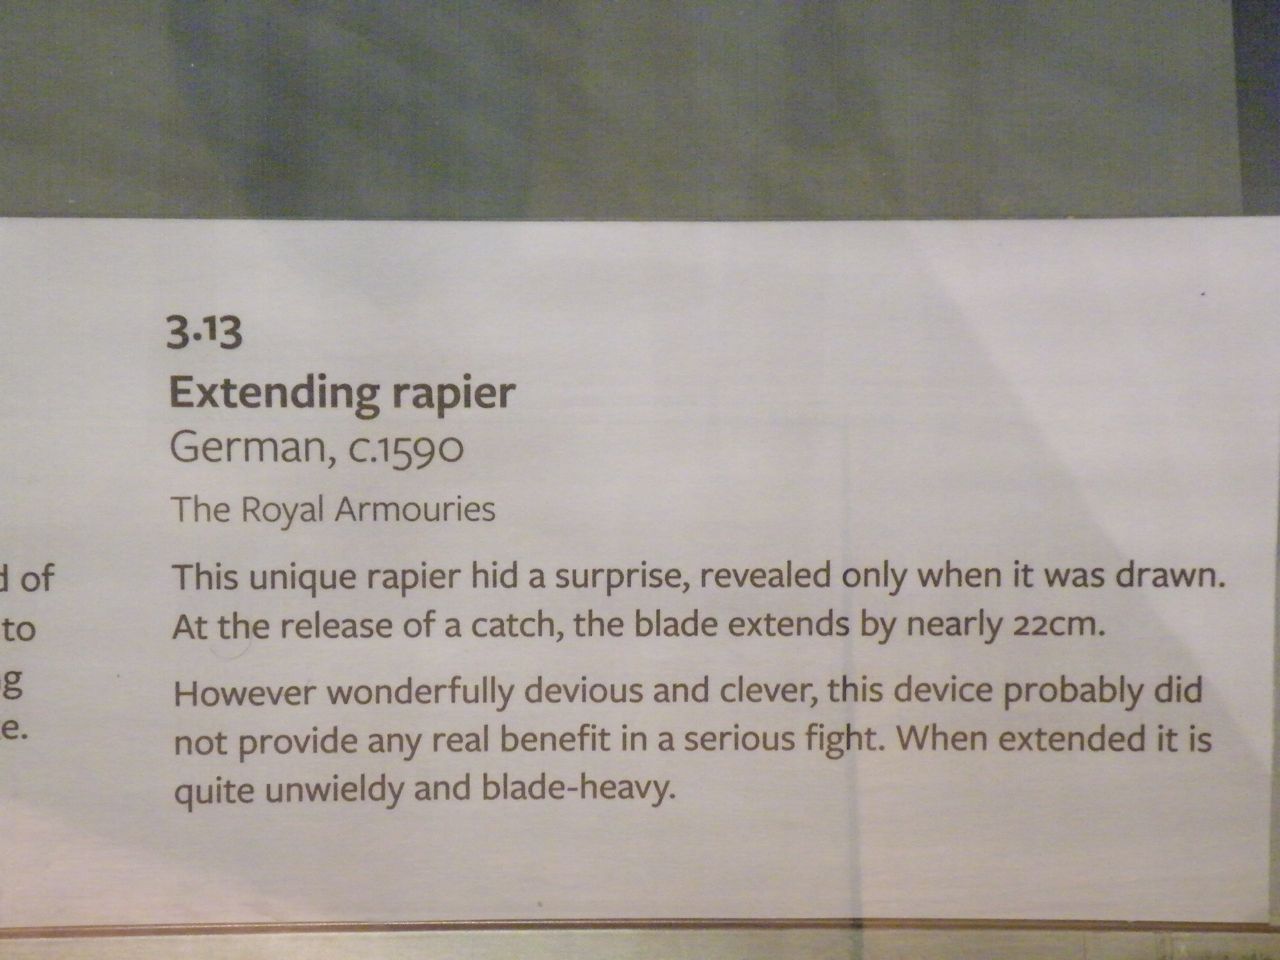 3.13
Extending rapier
German, c.1590
The Royal Armouries
This unique rapier hid a surprise, revealed only when it was drawn.
At the release of a catch, the blade extends by nearly 22cm.
However wonderfully devious and clever, this device probably did
not provide any real benefit in a serious fight. When extended it is
quite unwieldy and blade-heavy.
of
to